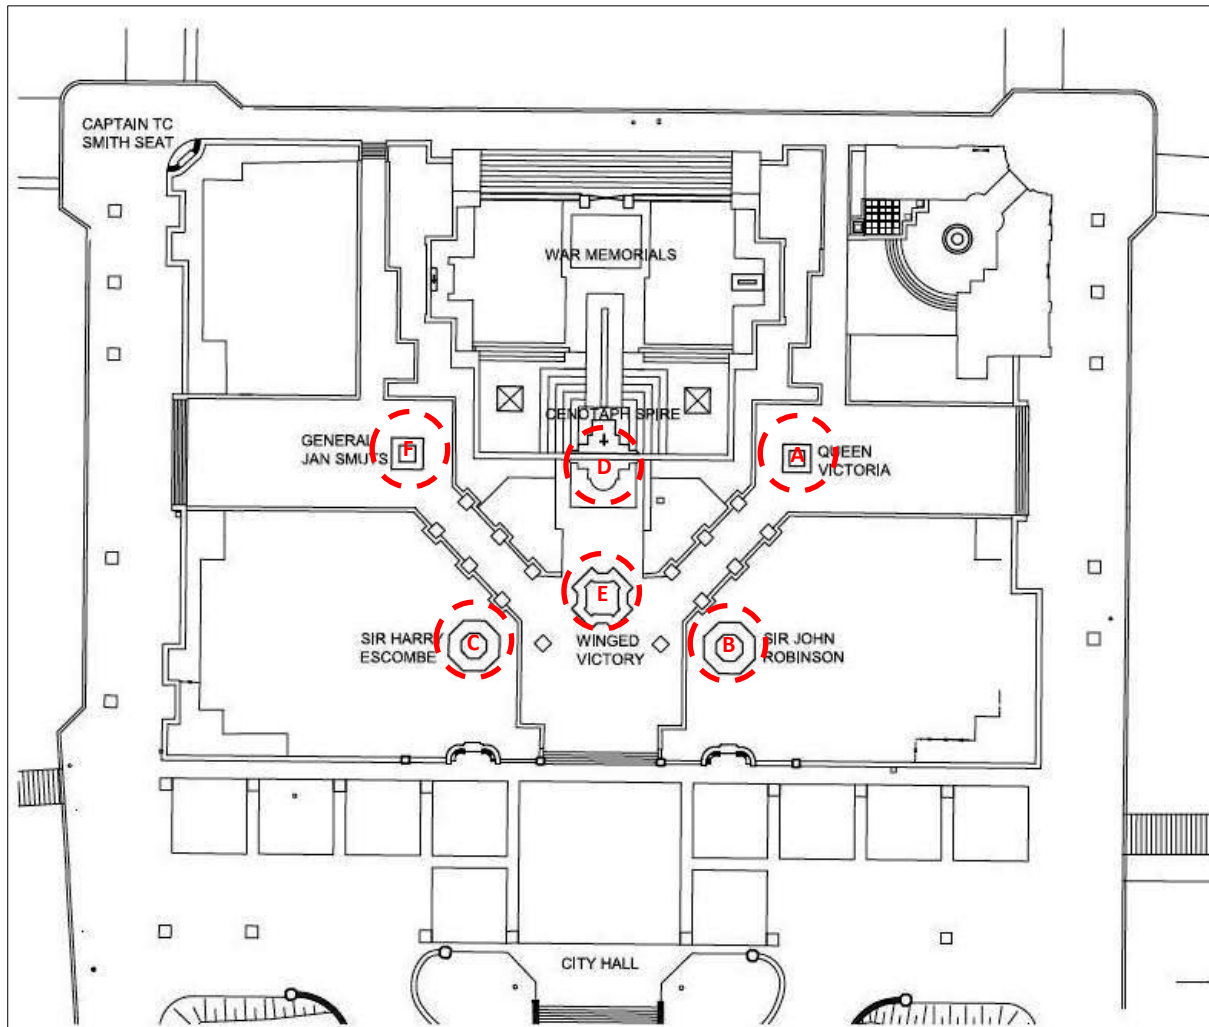 CAPTAIN TC
SMITH SEAT
WAR MEMORIALS
CENOTAPH SPIRE
GENERAL
JAN SMUTS
F
D
A
QUEEN
VICTORIA
E
SIR HARRY
ESCOMBE
C
WINGED
VICTORY
B
SIR JOHN
ROBINSON
CITY HALL